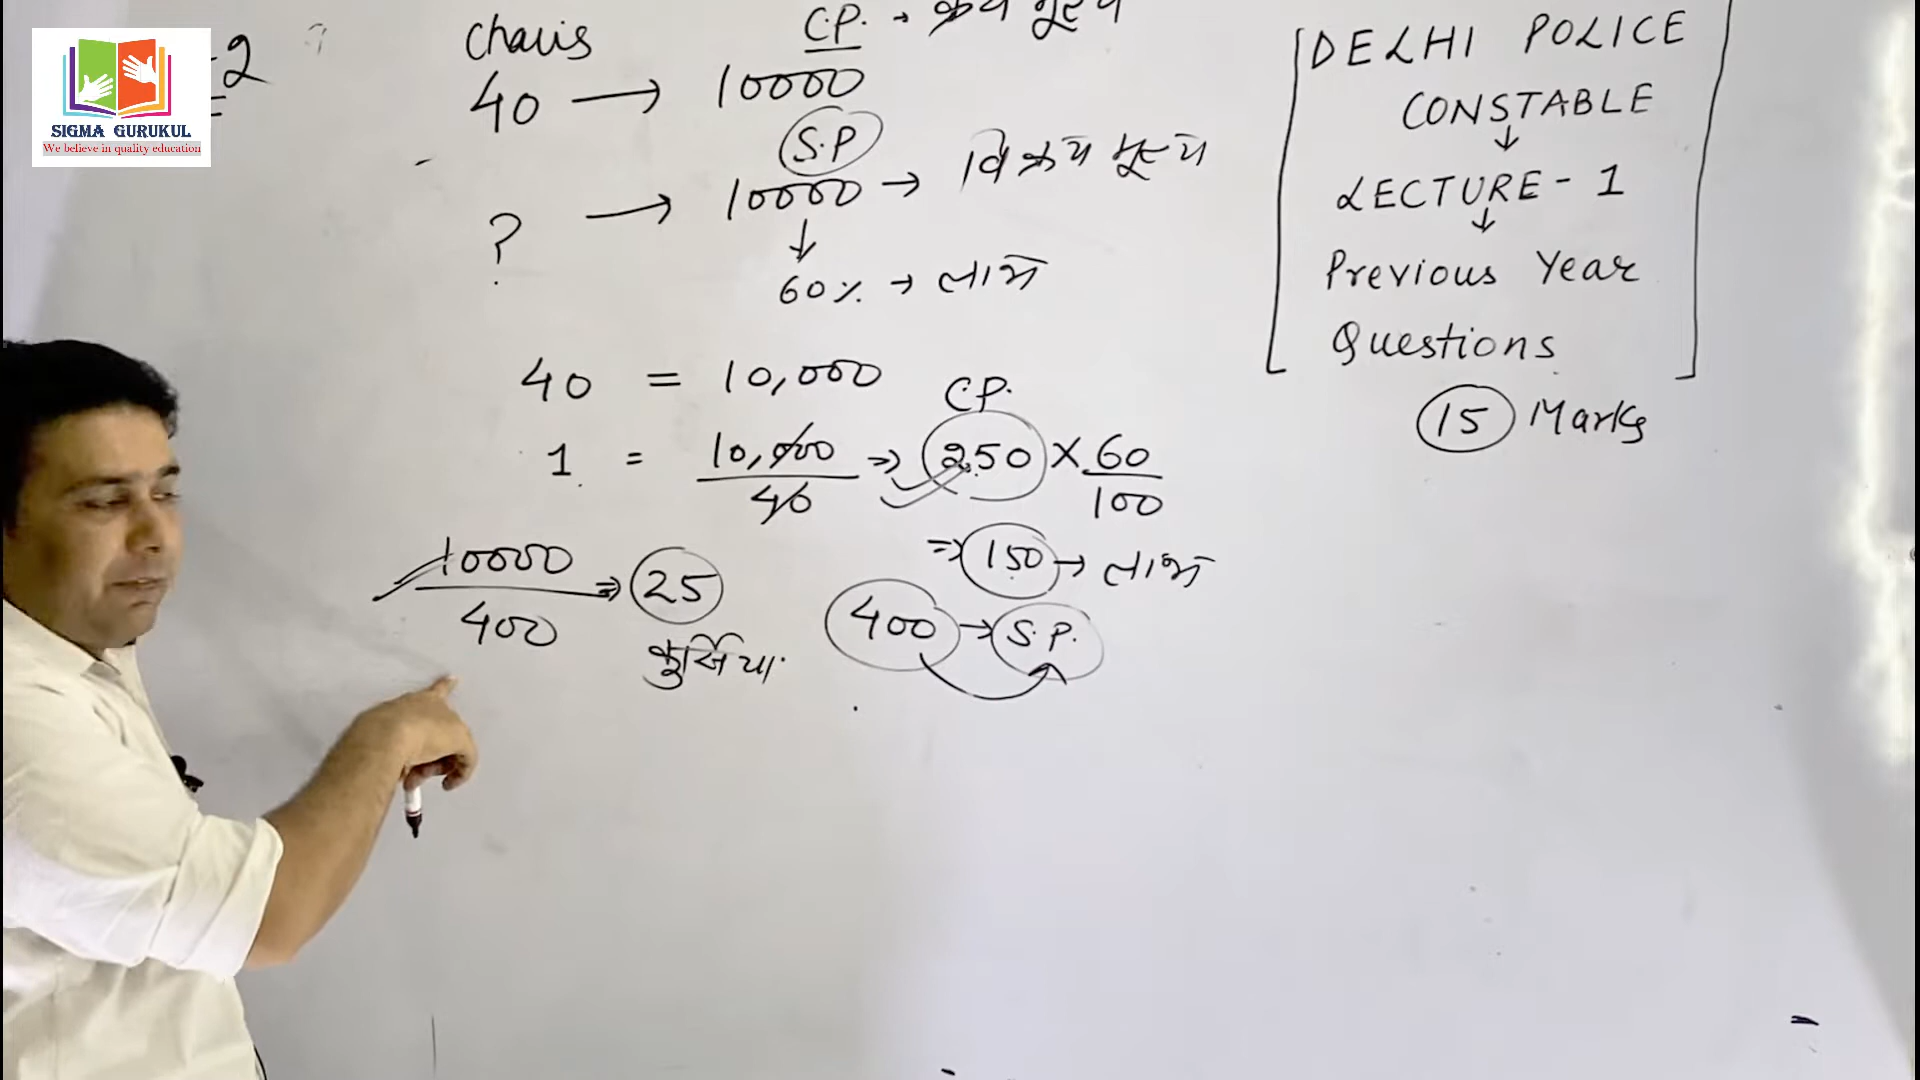 SIGMA GURUKUL
We believe in quality education
-2
Chairs
C.P. → क्रय मूल्य
40 → 10000
S.P
? → 10000 → विक्रय मूल्य
↓
60% → लाभ
40 = 10,000
C.P.
1 = 10,000/40 ⇒ 250 × 60/100
⇒ 150 → लाभ
10000/400 ⇒ 25
कुर्सियां
400 → S.P.
DELHI POLICE
CONSTABLE
↓
LECTURE - 1
↓
Previous Year
Questions
15 Marks